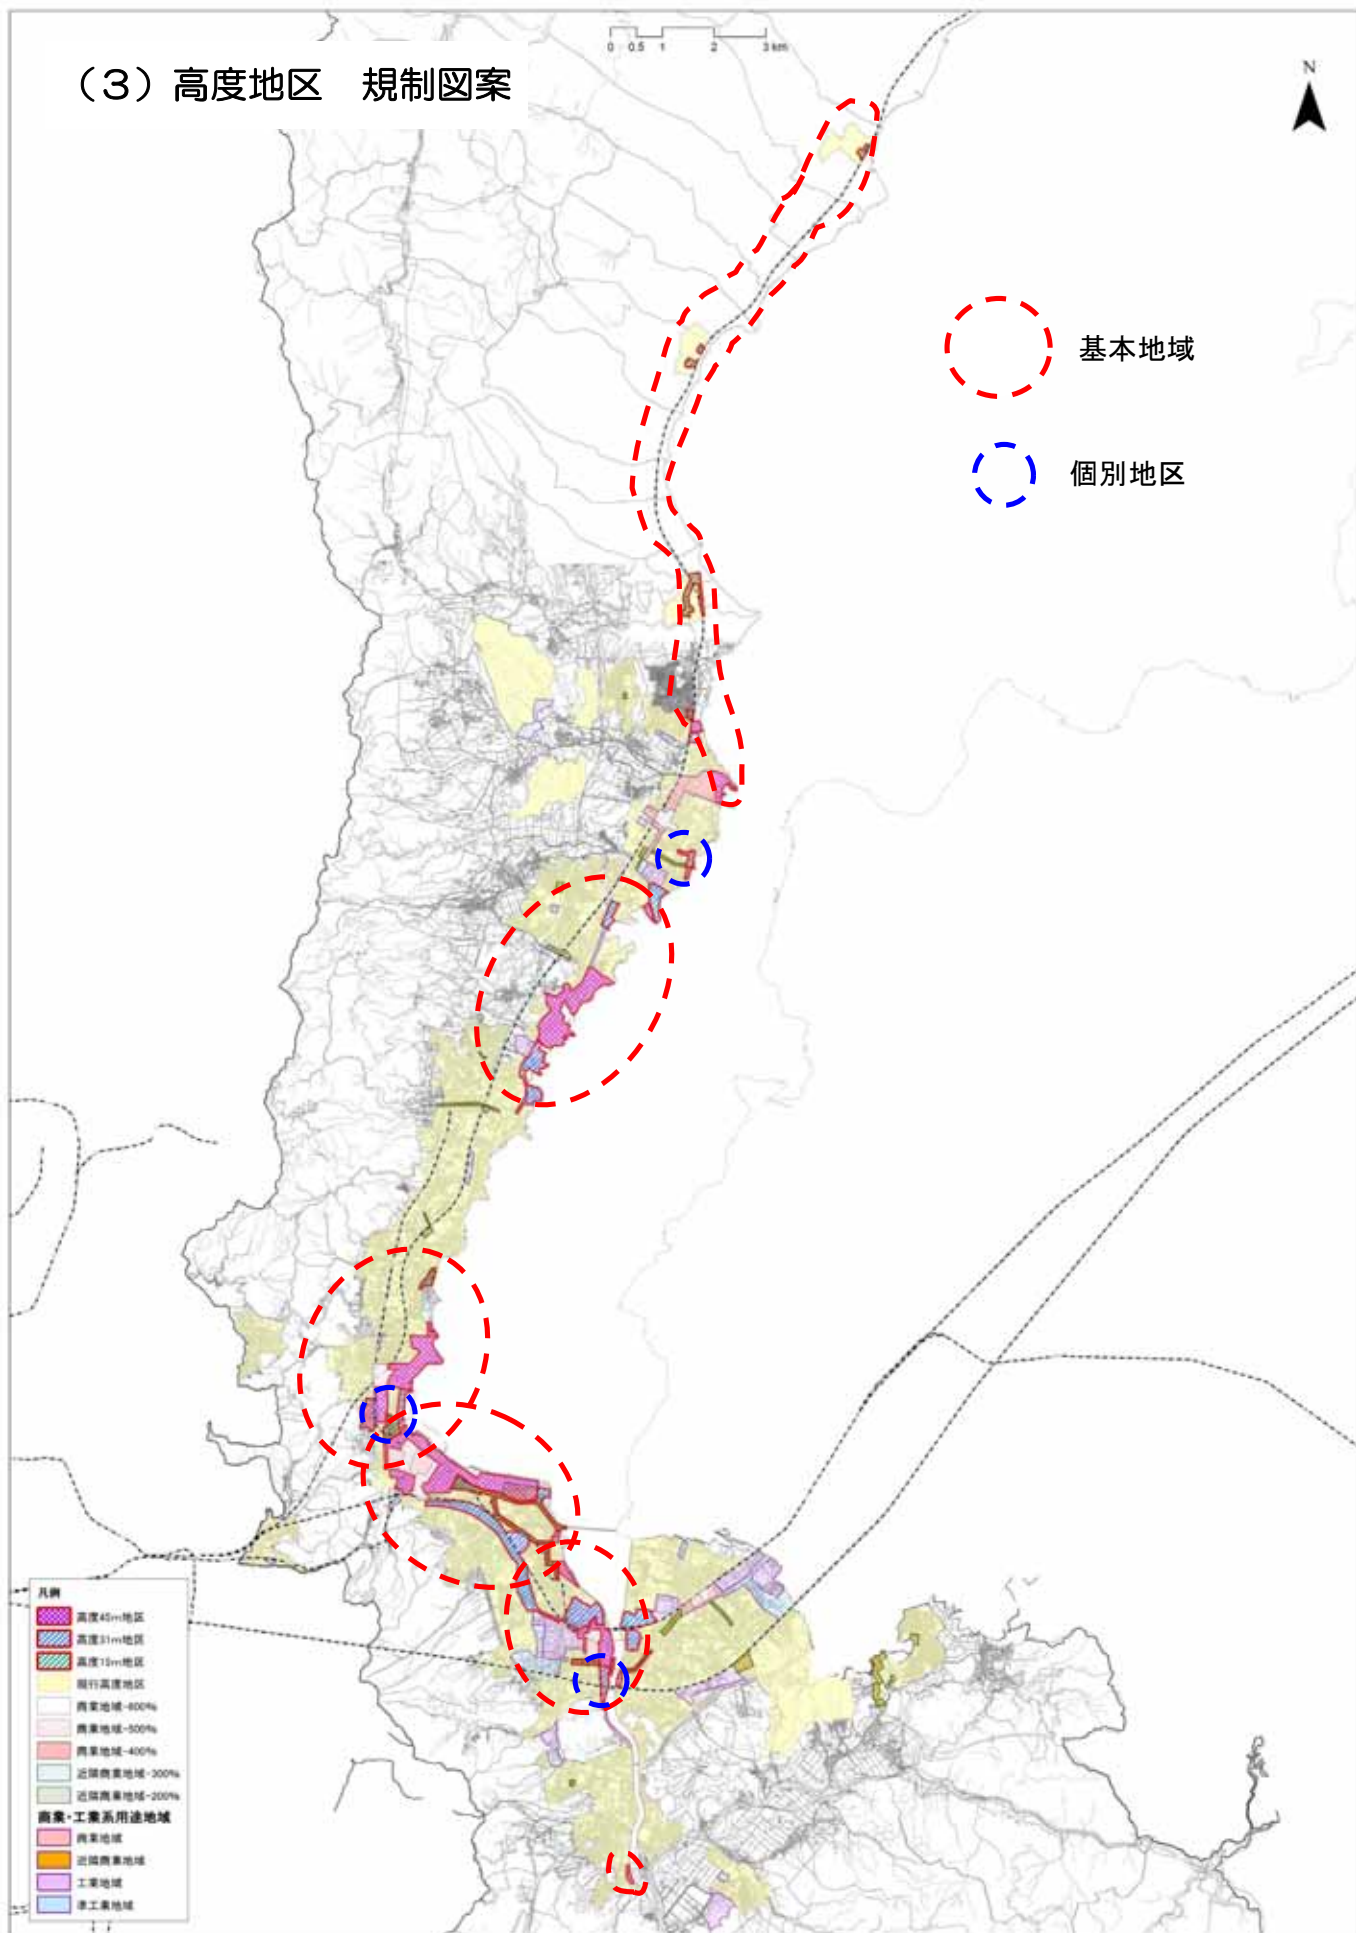 （３）高度地区　規制図案
0 0.5 1 2 3 km
N
基本地域
個別地区
凡例
高度45m地区
高度31m地区
高度15m地区
現行高度地区
商業地域-600%
商業地域-500%
商業地域-400%
近隣商業地域-300%
近隣商業地域-200%
商業・工業系用途地域
商業地域
近隣商業地域
工業地域
準工業地域